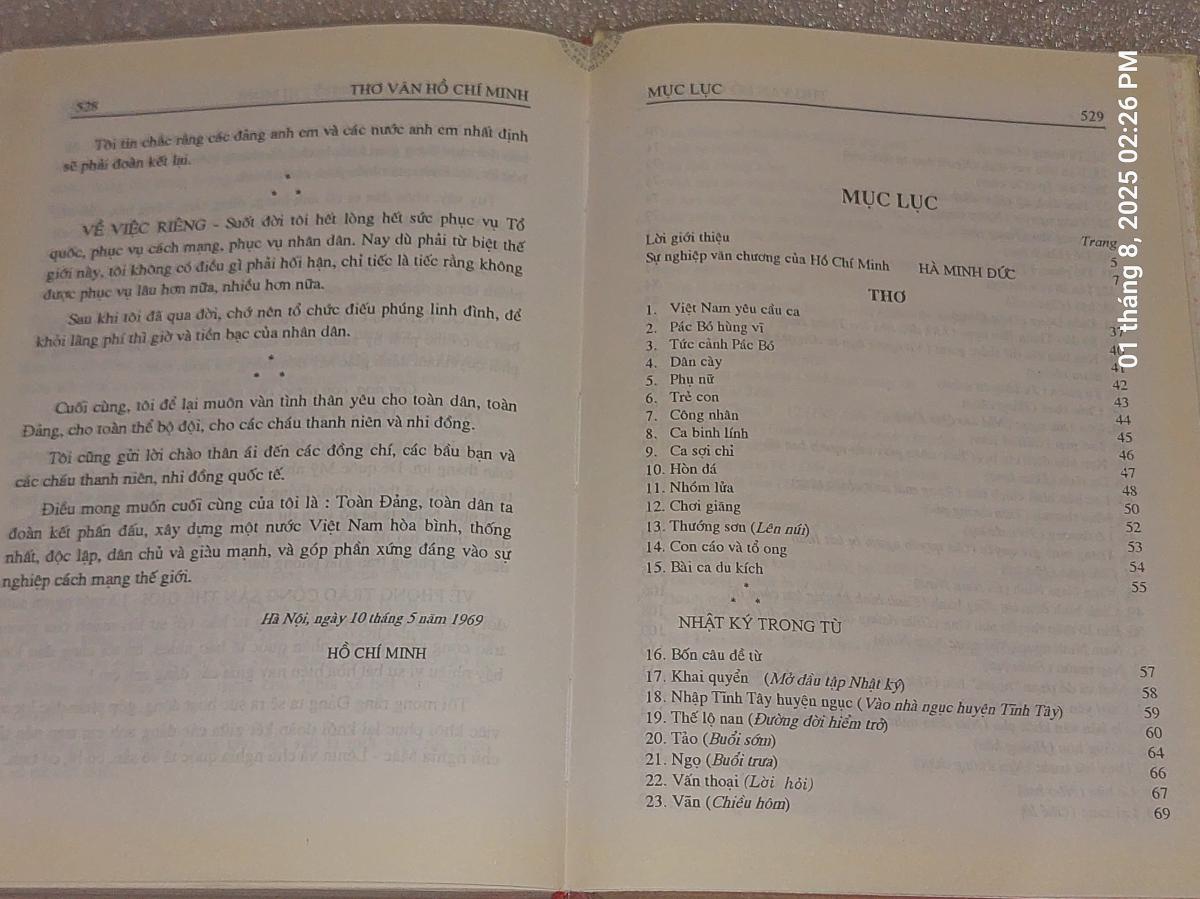 528
THƠ VĂN HỒ CHÍ MINH
Tôi tin chắc rằng các đảng anh em và các nước anh em nhất định
sẽ phải đoàn kết lại.
*
* *
VỀ VIỆC RIÊNG - Suốt đời tôi hết lòng hết sức phục vụ Tổ
quốc, phục vụ cách mạng, phục vụ nhân dân. Nay dù phải từ biệt thế
giới này, tôi không có điều gì phải hối hận, chỉ tiếc là tiếc rằng không
được phục vụ lâu hơn nữa, nhiều hơn nữa.
Sau khi tôi đã qua đời, chớ nên tổ chức điếu phúng linh đình, để
khỏi lãng phí thì giờ và tiền bạc của nhân dân.
*
* *
Cuối cùng, tôi để lại muôn vàn tình thân yêu cho toàn dân, toàn
Đảng, cho toàn thể bộ đội, cho các cháu thanh niên và nhi đồng.
Tôi cũng gửi lời chào thân ái đến các đồng chí, các bầu bạn và
các cháu thanh niên, nhi đồng quốc tế.
Điều mong muốn cuối cùng của tôi là : Toàn Đảng, toàn dân ta
đoàn kết phấn đấu, xây dựng một nước Việt Nam hòa bình, thống
nhất, độc lập, dân chủ và giàu mạnh, và góp phần xứng đáng vào sự
nghiệp cách mạng thế giới.
Hà Nội, ngày 10 tháng 5 năm 1969
HỒ CHÍ MINH
MỤC LỤC
529
MỤC LỤC
Trang
Lời giới thiệu 5
Sự nghiệp văn chương của Hồ Chí Minh HÀ MINH ĐỨC 7
THƠ
1. Việt Nam yêu cầu ca 37
2. Pác Bó hùng vĩ 40
3. Tức cảnh Pác Bó 41
4. Dân cày 42
5. Phụ nữ 43
6. Trẻ con 44
7. Công nhân 45
8. Ca binh lính 46
9. Ca sợi chỉ 47
10. Hòn đá 48
11. Nhóm lửa 50
12. Chơi giăng 52
13. Thướng sơn (Lên núi) 53
14. Con cáo và tổ ong 54
15. Bài ca du kích 55
*
* *
NHẬT KÝ TRONG TÙ
16. Bốn câu đề từ 57
17. Khai quyển (Mở đầu tập Nhật ký) 58
18. Nhập Tĩnh Tây huyện ngục (Vào nhà ngục huyện Tĩnh Tây) 59
19. Thế lộ nan (Đường đời hiểm trở) 60
20. Tảo (Buổi sớm) 64
21. Ngọ (Buổi trưa) 66
22. Vấn thoại (Lời hỏi) 67
23. Vãn (Chiều hôm) 69
01 tháng 8, 2025 02:26 PM